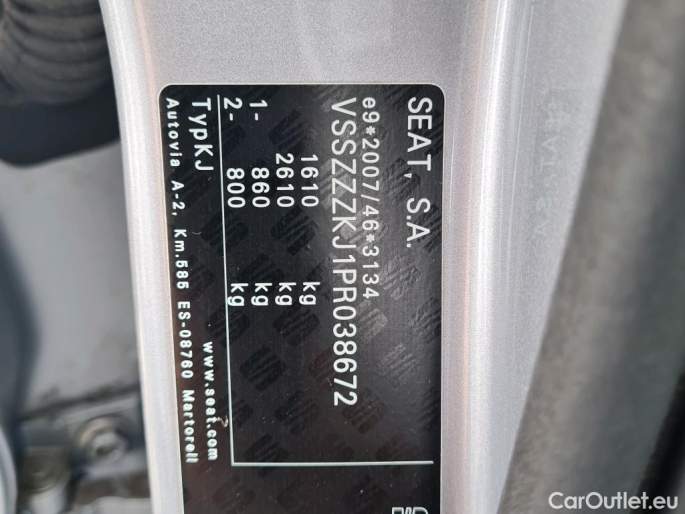 SEAT, S.A.
e9*2007/46*3134
VSSZZZKJ1PR038672
1610 kg
2610 kg
1- 860 kg
2- 800 kg
TypKJ www.seat.com
Autovia A-2, Km.585 ES-08760 Martorell
CarOutlet.eu